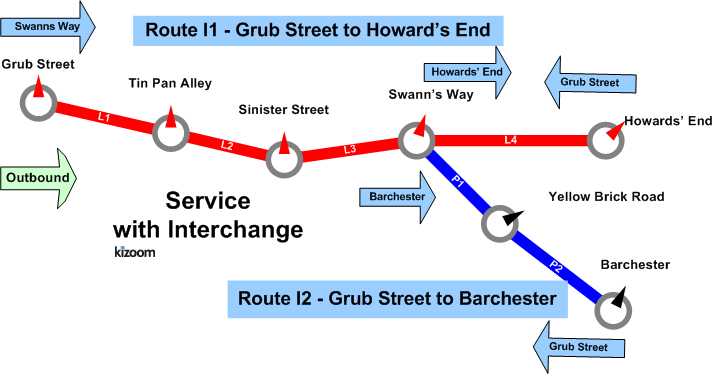 Swanns Way
Route I1 - Grub Street to Howard’s End
Grub Street
Tin Pan Alley
Howards’ End
Grub Street
Sinister Street
Swann’s Way
Howards’ End
L1
L2
L3
L4
Outbound
Barchester
P1
Yellow Brick Road
Service
with Interchange
kizoom
P2
Barchester
Route I2 - Grub Street to Barchester
Grub Street